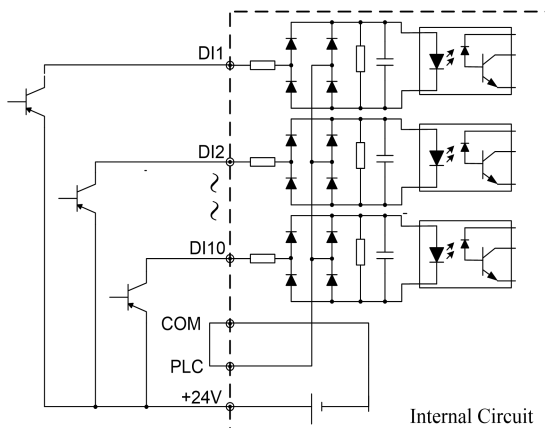 DI1
DI2
DI10
COM
PLC
+24V
Internal Circuit